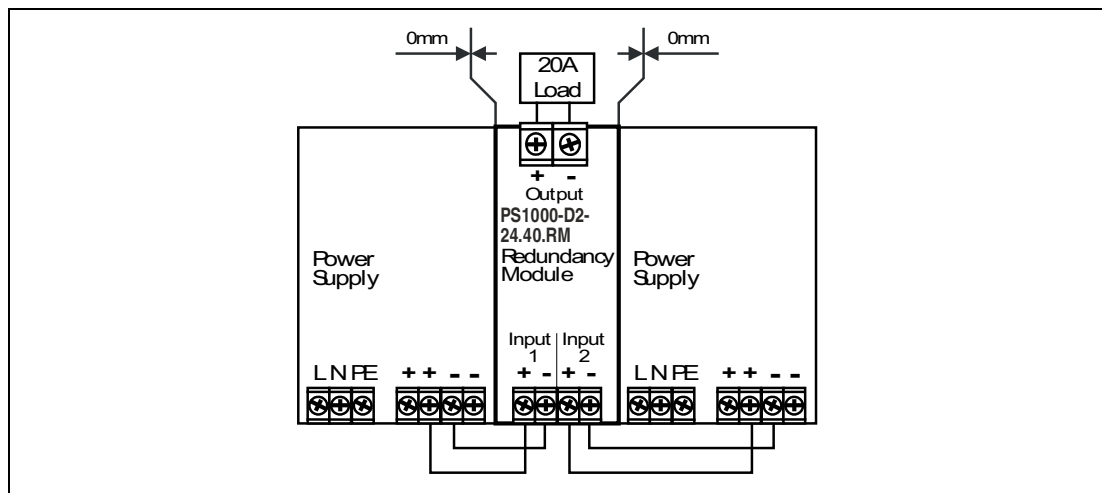 0mm
0mm
20A
Load
+ -
Output
PS1000-D2-
24.40.RM
Redundancy
Module
Power
Supply
Power
Supply
Input
1
Input
2
L N PE
+ + - -
+ - + -
L N PE
+ + - -